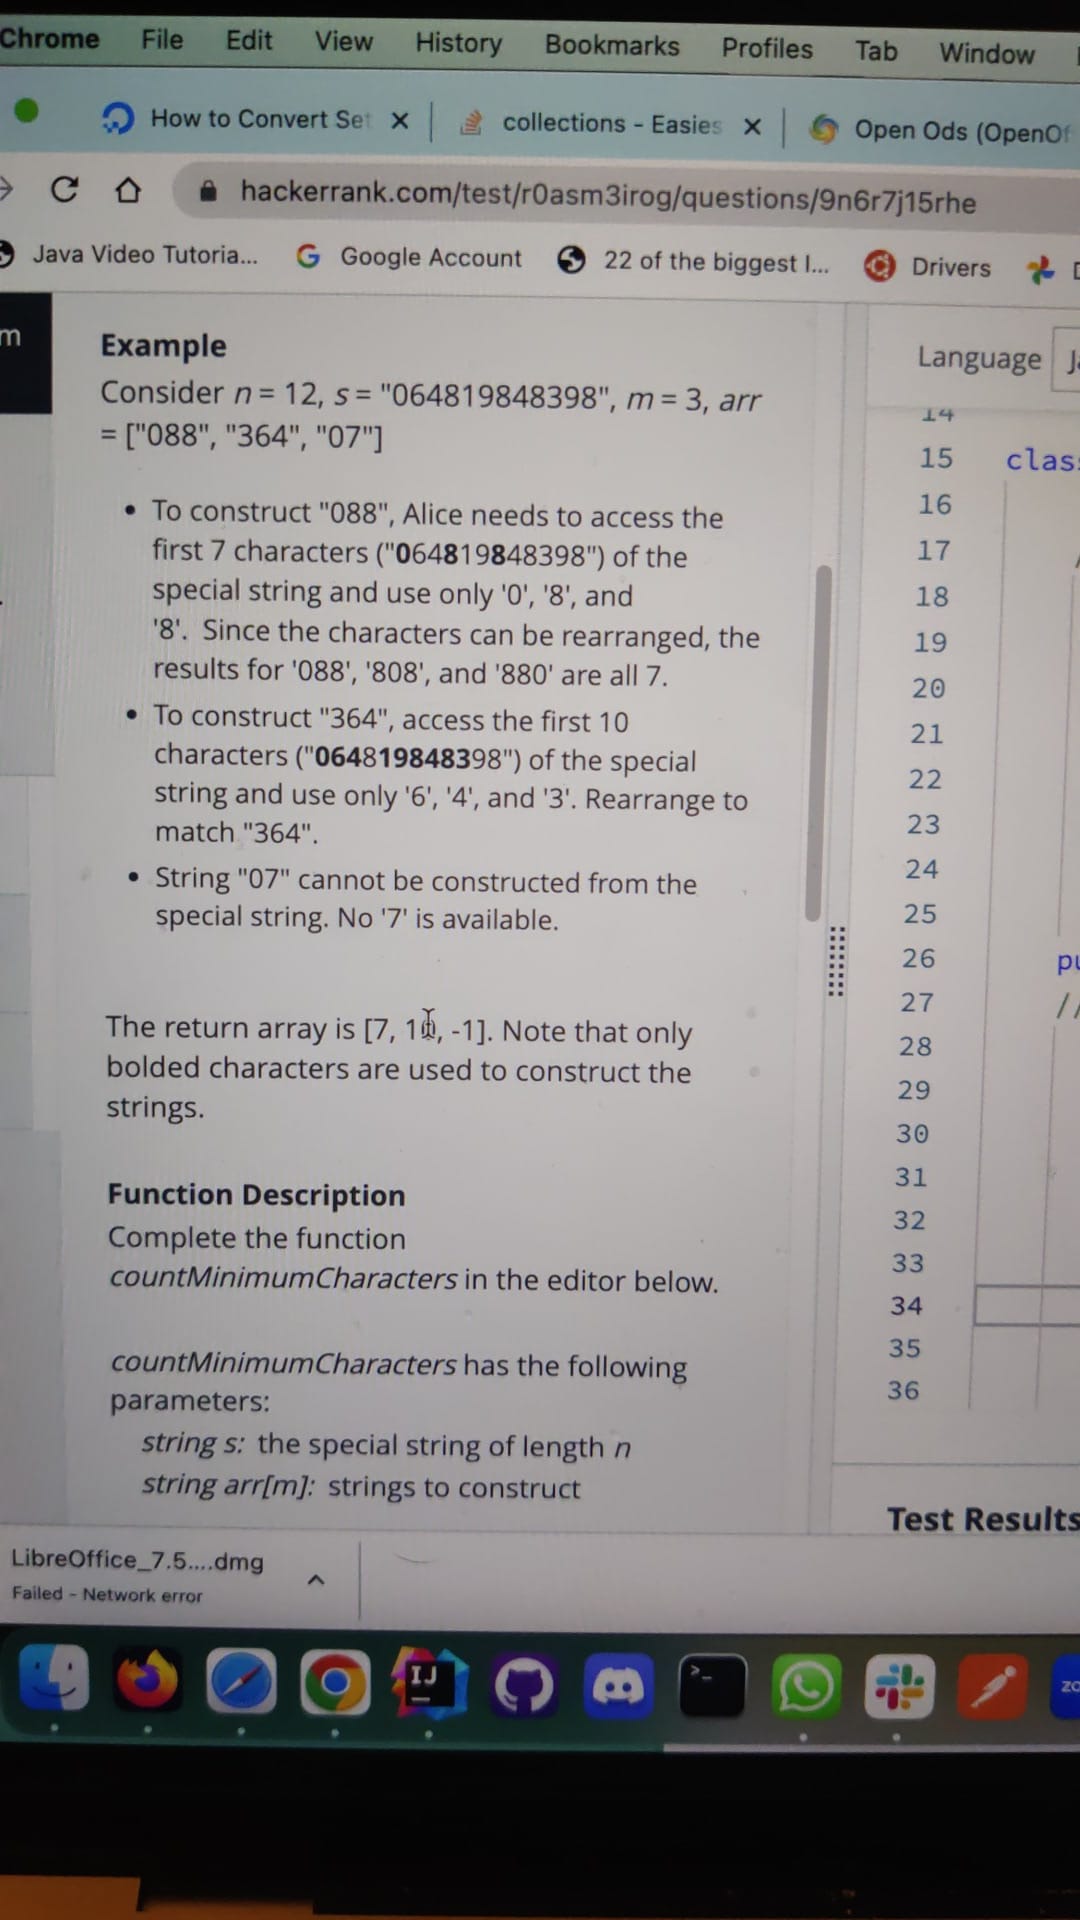 Chrome File Edit View History Bookmarks Profiles Tab Window
How to Convert Set collections - Easies Open Ods (OpenOf
hackerrank.com/test/r0asm3irog/questions/9n6r7j15rhe
Java Video Tutoria... Google Account 22 of the biggest I... Drivers
m
Example
Consider n = 12, s = "064819848398", m = 3, arr
= ["088", "364", "07"]
• To construct "088", Alice needs to access the
first 7 characters ("064819848398") of the
special string and use only '0', '8', and
'8'. Since the characters can be rearranged, the
results for '088', '808', and '880' are all 7.
• To construct "364", access the first 10
characters ("064819848398") of the special
string and use only '6', '4', and '3'. Rearrange to
match "364".
• String "07" cannot be constructed from the
special string. No '7' is available.
The return array is [7, 10, -1]. Note that only
bolded characters are used to construct the
strings.
Function Description
Complete the function
countMinimumCharacters in the editor below.
countMinimumCharacters has the following
parameters:
string s: the special string of length n
string arr[m]: strings to construct
Language
14
15 clas
16
17
18
19
20
21
22
23
24
25
26 pu
27 //
28
29
30
31
32
33
34
35
36
Test Results
LibreOffice_7.5....dmg
Failed - Network error
IJ
>_
zo